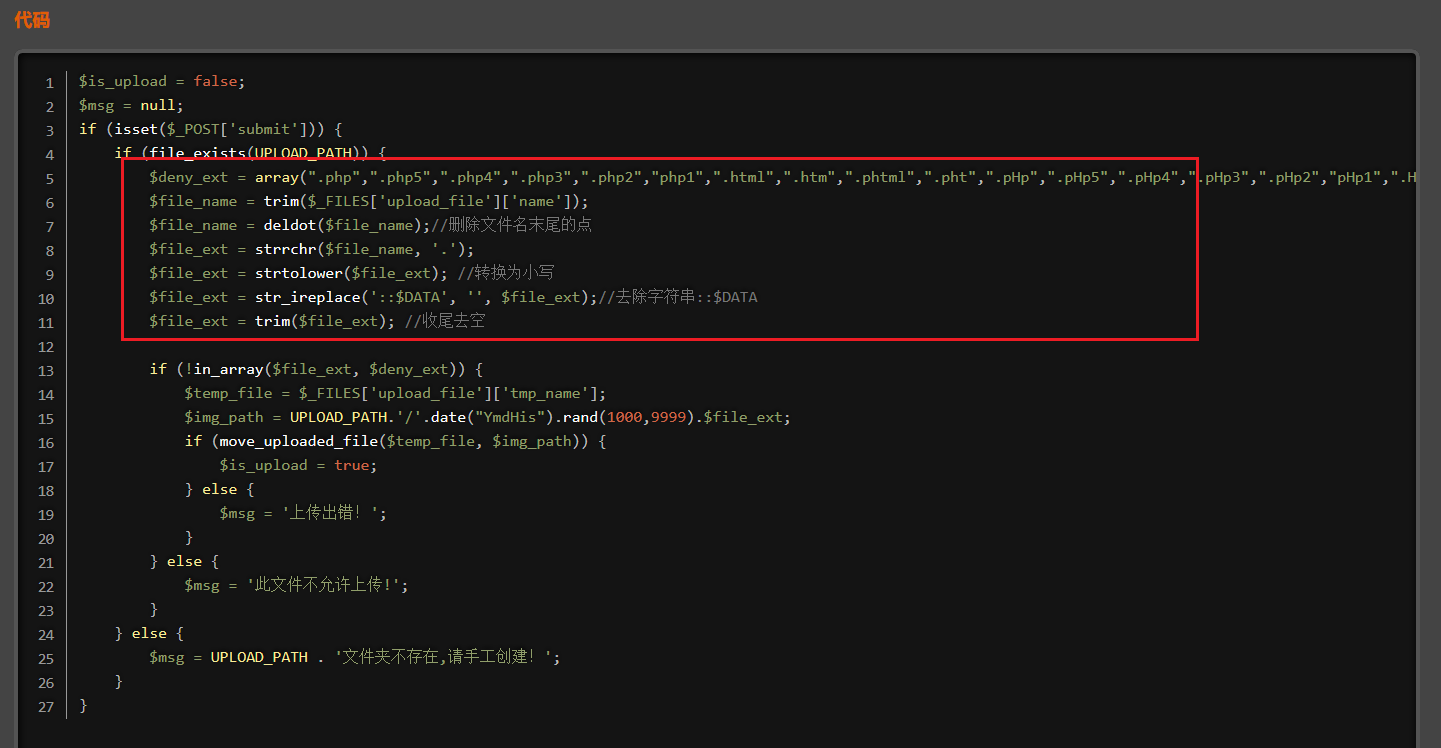 代码
1 $is_upload = false;
2 $msg = null;
3 if (isset($_POST['submit'])) {
4 if (file_exists(UPLOAD_PATH)) {
5 $deny_ext = array(".php",".php5",".php4",".php3",".php2","php1",".html",".htm",".phtml",".pht",".pHp",".pHp5",".pHp4",".pHp3",".pHp2","pHp1",".H
6 $file_name = trim($_FILES['upload_file']['name']);
7 $file_name = deldot($file_name);//删除文件名末尾的点
8 $file_ext = strrchr($file_name, '.');
9 $file_ext = strtolower($file_ext); //转换为小写
10 $file_ext = str_ireplace('::$DATA', '', $file_ext);//去除字符串::$DATA
11 $file_ext = trim($file_ext); //收尾去空
12
13 if (!in_array($file_ext, $deny_ext)) {
14 $temp_file = $_FILES['upload_file']['tmp_name'];
15 $img_path = UPLOAD_PATH.'/'.date("YmdHis").rand(1000,9999).$file_ext;
16 if (move_uploaded_file($temp_file, $img_path)) {
17 $is_upload = true;
18 } else {
19 $msg = '上传出错！';
20 }
21 } else {
22 $msg = '此文件不允许上传!';
23 }
24 } else {
25 $msg = UPLOAD_PATH . '文件夹不存在,请手工创建！';
26 }
27 }